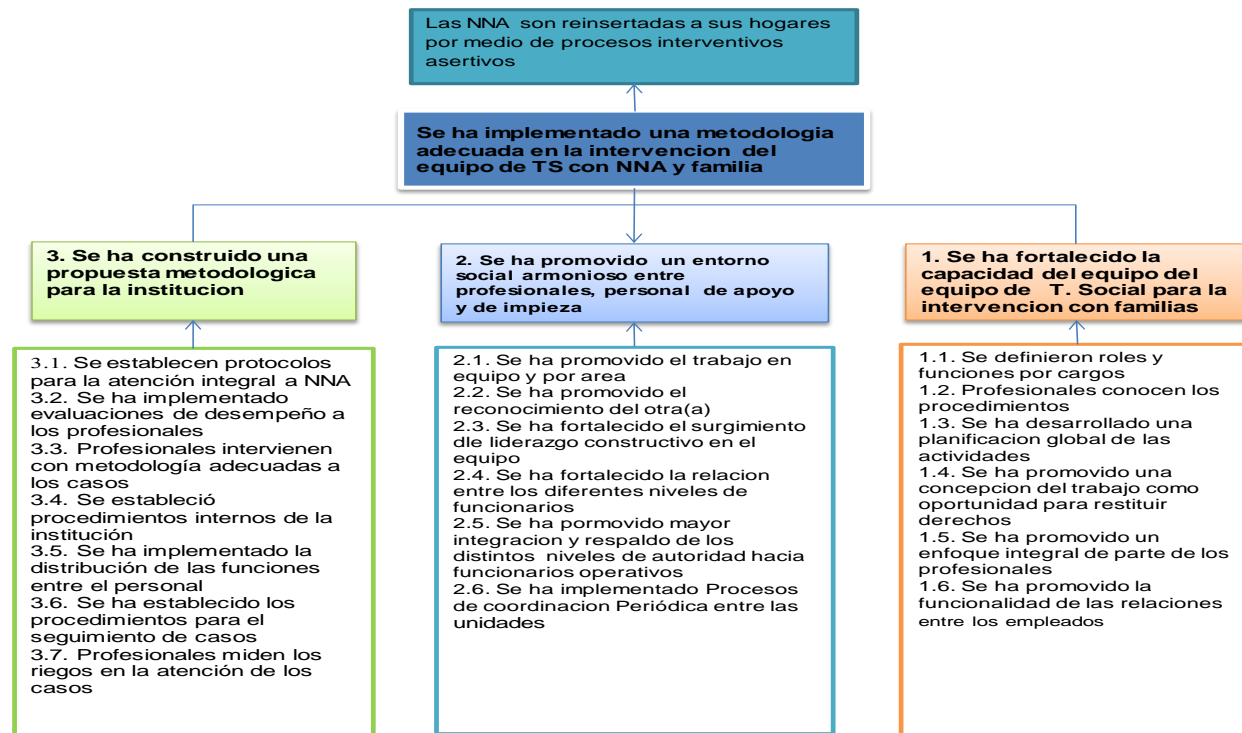 Las NNA son reinsertadas a sus hogares
por medio de procesos interventivos
asertivos
Se ha implementado una metodologia
adecuada en la intervencion del
equipo de TS con NNA y familia
3. Se ha construido una
propuesta metodologica
para la institucion
2. Se ha promovido un entorno
social armonioso entre
profesionales, personal de apoyo
y de impieza
1. Se ha fortalecido la
capacidad del equipo del
equipo de T. Social para la
intervencion con familias
3.1. Se establecen protocolos
para la atención integral a NNA
3.2. Se ha implementado
evaluaciones de desempeño a
los profesionales
3.3. Profesionales intervienen
con metodología adecuadas a
los casos
3.4. Se estableció
procedimientos internos de la
institución
3.5. Se ha implementado la
distribución de las funciones
entre el personal
3.6. Se ha establecido los
procedimientos para el
seguimiento de casos
3.7. Profesionales miden los
riegos en la atención de los
casos
2.1. Se ha promovido el trabajo en
equipo y por area
2.2. Se ha promovido el
reconocimiento del otra(a)
2.3. Se ha fortalecido el surgimiento
dle liderazgo constructivo en el
equipo
2.4. Se ha fortalecido la relacion
entre los diferentes niveles de
funcionarios
2.5. Se ha pormovido mayor
integracion y respaldo de los
distintos niveles de autoridad hacia
funcionarios operativos
2.6. Se ha implementado Procesos
de coordinacion Periódica entre las
unidades
1.1. Se definieron roles y
funciones por cargos
1.2. Profesionales conocen los
procedimientos
1.3. Se ha desarrollado una
planificacion global de las
actividades
1.4. Se ha promovido una
concepcion del trabajo como
oportunidad para restituir
derechos
1.5. Se ha promovido un
enfoque integral de parte de los
profesionales
1.6. Se ha promovido la
funcionalidad de las relaciones
entre los empleados